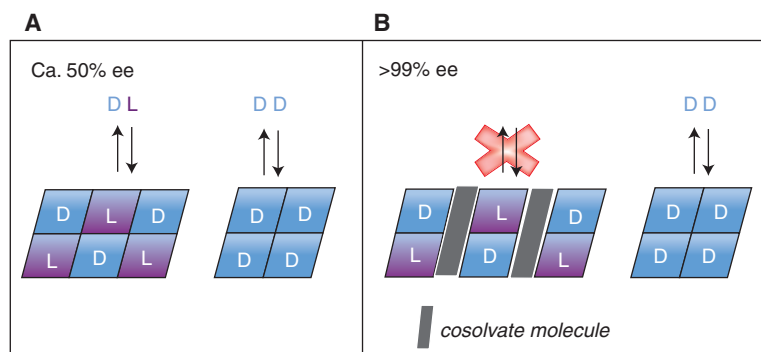 A
B
Ca. 50% ee
>99% ee
D L
D D
D D
D L D
L D L
D D
D D
D L D
L D L
D D
D D
cosolvate molecule